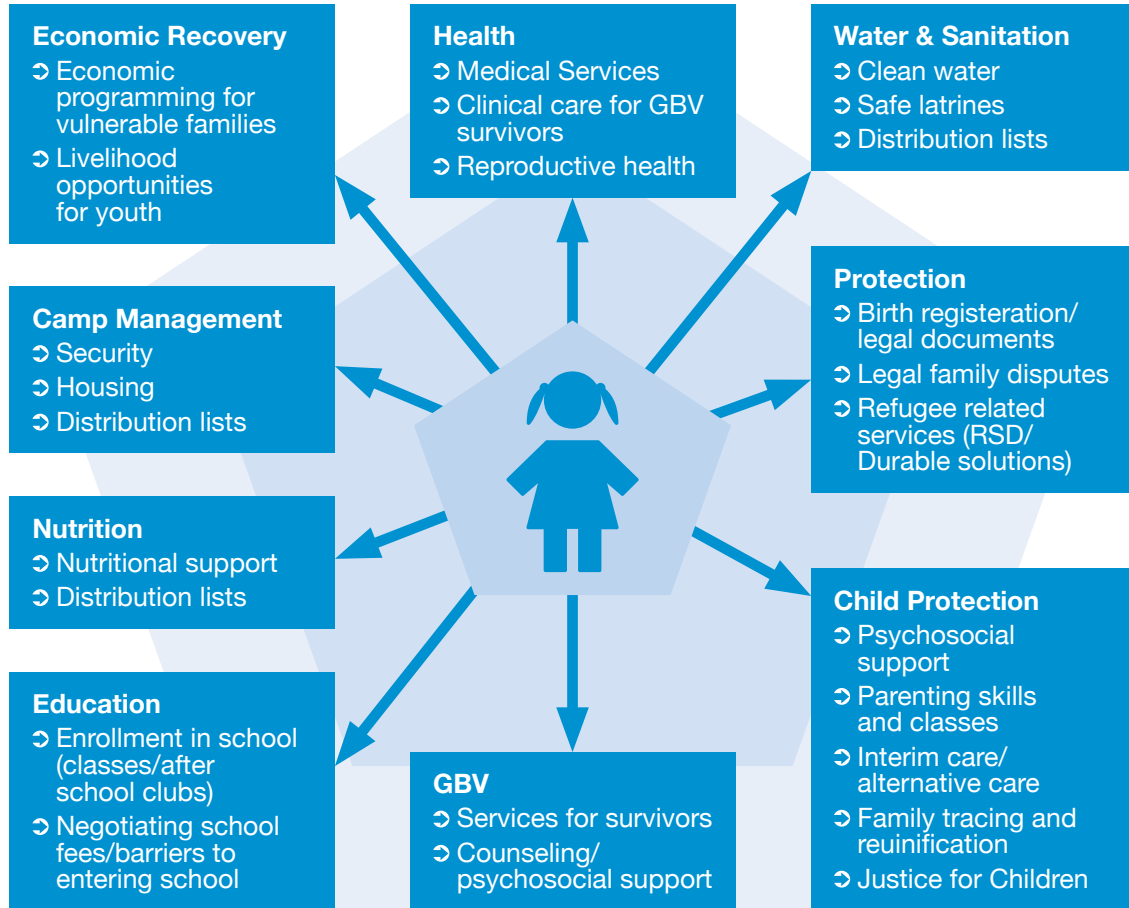 Economic Recovery
➲ Economic
programming for
vulnerable families
➲ Livelihood
opportunities
for youth
Health
➲ Medical Services
➲ Clinical care for GBV
survivors
➲ Reproductive health
Water & Sanitation
➲ Clean water
➲ Safe latrines
➲ Distribution lists
Camp Management
➲ Security
➲ Housing
➲ Distribution lists
Protection
➲ Birth registeration/
legal documents
➲ Legal family disputes
➲ Refugee related
services (RSD/
Durable solutions)
Nutrition
➲ Nutritional support
➲ Distribution lists
Child Protection
➲ Psychosocial
support
➲ Parenting skills
and classes
➲ Interim care/
alternative care
➲ Family tracing and
reuinification
➲ Justice for Children
Education
➲ Enrollment in school
(classes/after
school clubs)
➲ Negotiating school
fees/barriers to
entering school
GBV
➲ Services for survivors
➲ Counseling/
psychosocial support